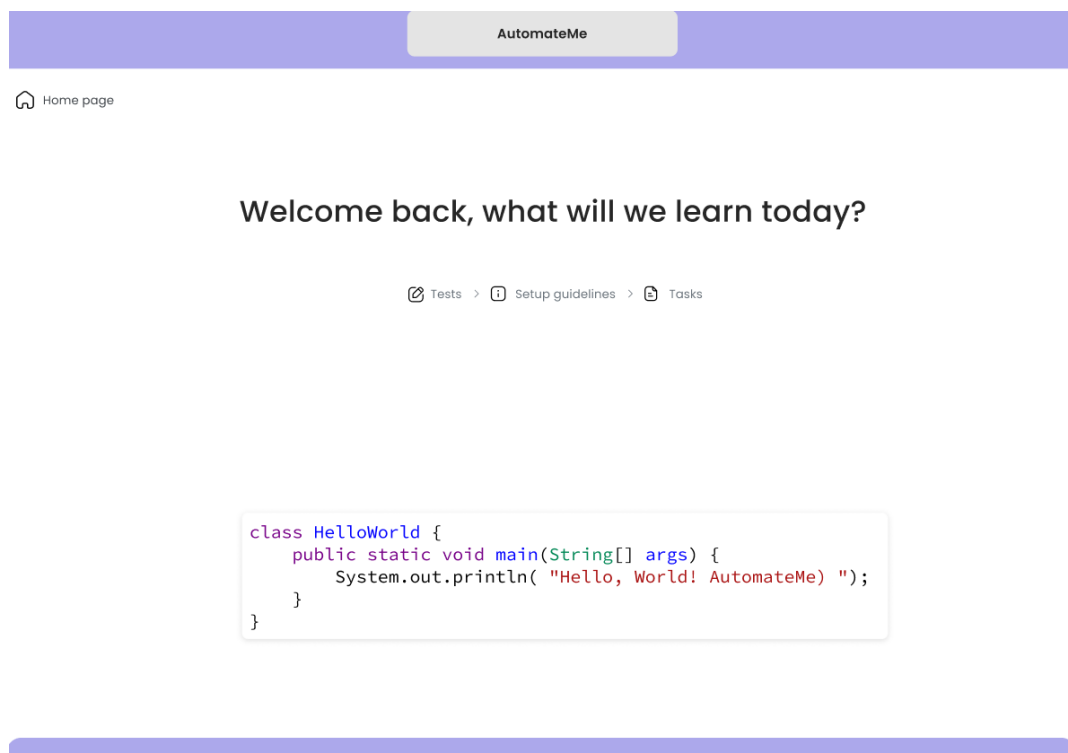 AutomateMe
Home page
Welcome back, what will we learn today?
Tests > Setup guidelines > Tasks
class HelloWorld {
    public static void main(String[] args) {
        System.out.println( "Hello, World! AutomateMe) ");
    }
}